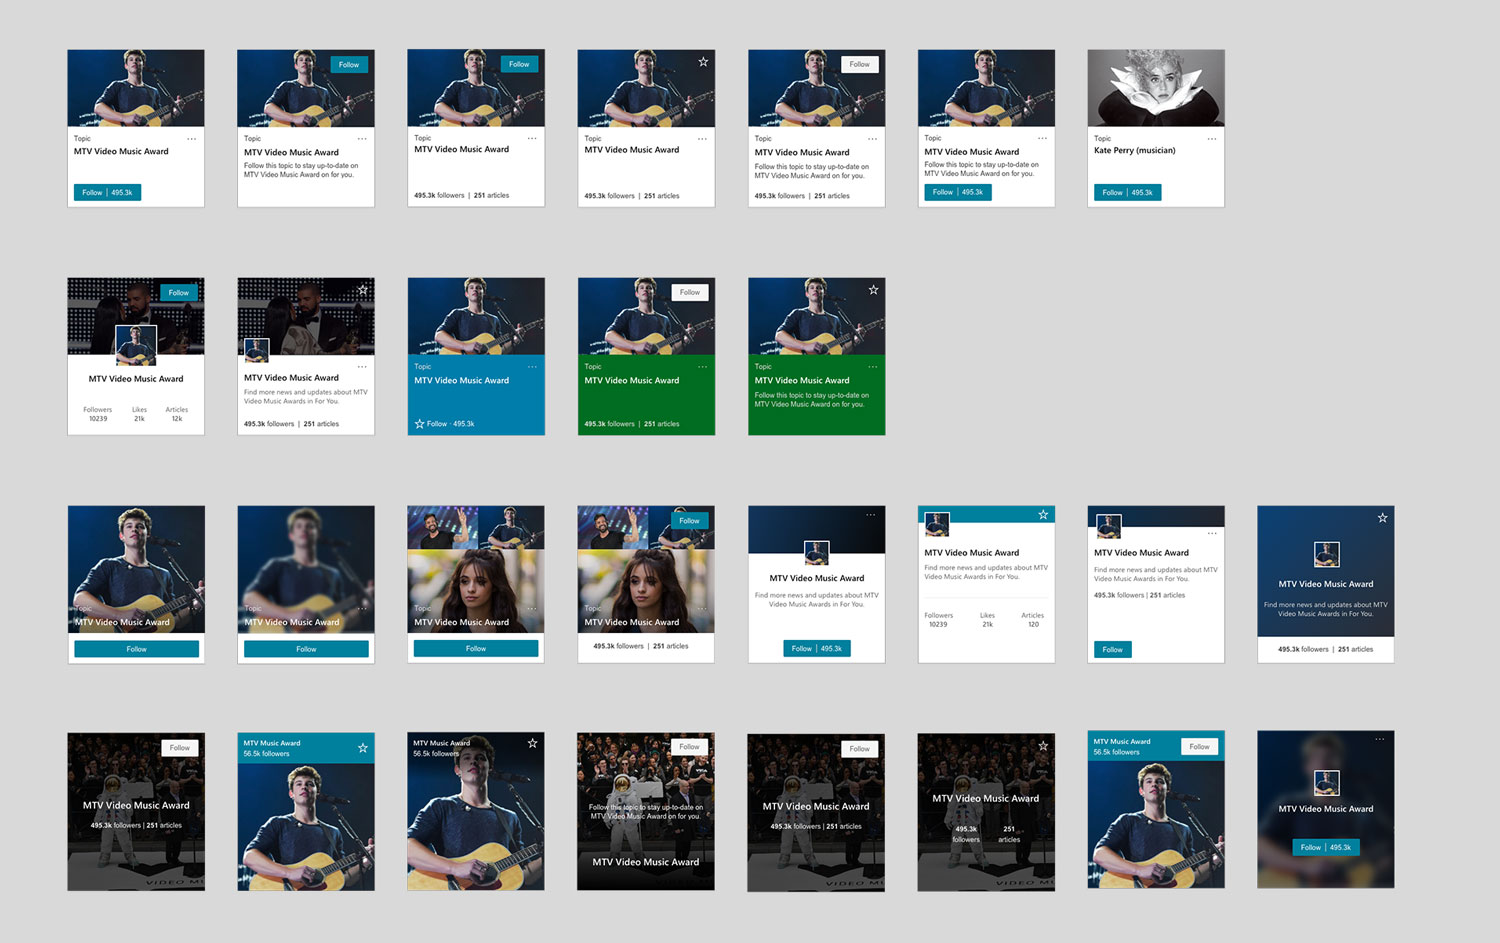 Follow
Follow
Follow
Topic
MTV Video Music Award
Follow | 495.3k
Topic
MTV Video Music Award
Follow this topic to stay up-to-date on
MTV Video Music Award on for you.
Topic
MTV Video Music Award
495.3k followers | 251 articles
Topic
MTV Video Music Award
495.3k followers | 251 articles
Topic
MTV Video Music Award
Follow this topic to stay up-to-date on
MTV Video Music Award on for you.
495.3k followers | 251 articles
Topic
MTV Video Music Award
Follow this topic to stay up-to-date on
MTV Video Music Award on for you.
Follow | 495.3k
Topic
Kate Perry (musician)
Follow | 495.3k
Follow
MTV Video Music Award
Followers Likes Articles
10239 21k 12k
MTV Video Music Award
Find more news and updates about MTV
Video Music Awards in For You.
495.3k followers | 251 articles
Topic
MTV Video Music Award
Follow · 495.3k
Follow
Topic
MTV Video Music Award
495.3k followers | 251 articles
Topic
MTV Video Music Award
Follow this topic to stay up-to-date on
MTV Video Music Award on for you.
Topic
MTV Video Music Award
Follow
Topic
MTV Video Music Award
Follow
Topic
MTV Video Music Award
Follow
Follow
Topic
MTV Video Music Award
495.3k followers | 251 articles
MTV Video Music Award
Find more news and updates about MTV
Video Music Awards in For You.
Follow | 495.3k
MTV Video Music Award
Find more news and updates about MTV
Video Music Awards in For You.
Followers Likes Articles
10239 21k 120
MTV Video Music Award
Find more news and updates about MTV
Video Music Awards in For You.
495.3k followers | 251 articles
Follow
MTV Video Music Award
Find more news and updates about MTV
Video Music Awards in For You.
495.3k followers | 251 articles
Follow
MTV Video Music Award
495.3k followers | 251 articles
VIDEO MU
MTV Music Award
56.5k followers
MTV Music Award
56.5k followers
Follow
Follow this topic to stay up-to-date on
MTV Video Music Award on for you.
MTV Video Music Award
Follow
MTV Video Music Award
495.3k followers | 251 articles
VIDEO MU
MTV Video Music Award
495.3k 251
followers articles
VIDEO MU
MTV Music Award
56.5k followers
Follow
MTV Video Music Award
Follow | 495.3k